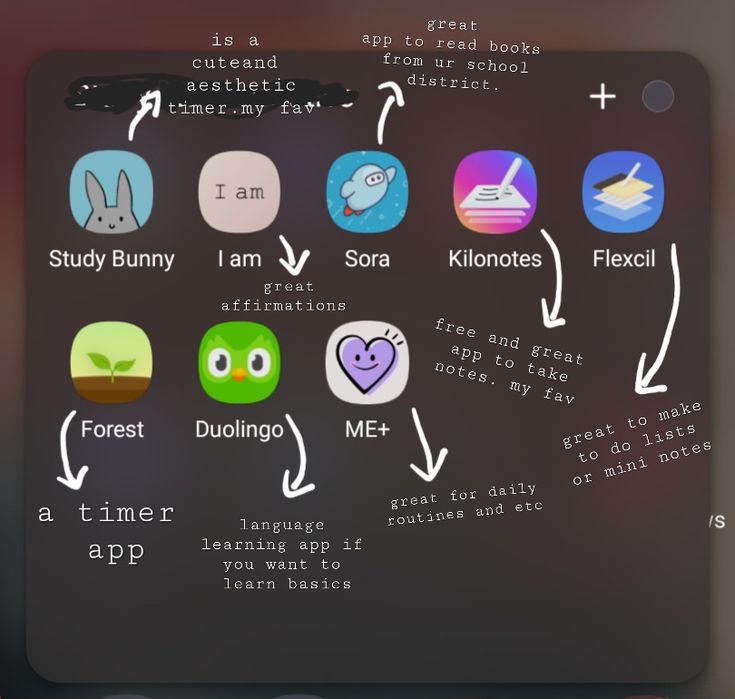 is a
cuteand
aesthetic
timer.my fav
great
app to read books
from ur school
district.
I am
Study Bunny
I am
Sora
Kilonotes
Flexcil
great
affirmations
free and great
app to take
notes. my fav
great to make
to do lists
or mini notes
Forest
Duolingo
ME+
a timer
app
language
learning app if
you want to
learn basics
great for daily
routines and etc
/s